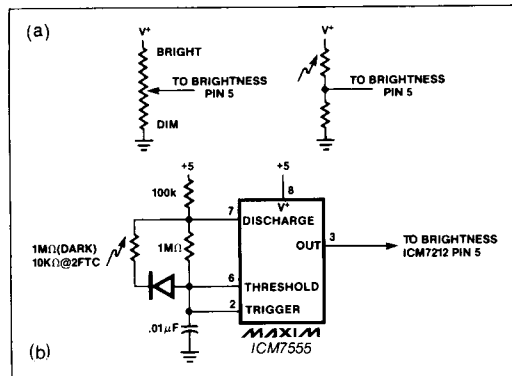 (a)
V+
BRIGHT
TO BRIGHTNESS
PIN 5
DIM
V+
TO BRIGHTNESS
PIN 5
+5
100k
+5
8
V+
7
DISCHARGE
1MΩ(DARK)
10KΩ@2FTC
1MΩ
OUT
3
TO BRIGHTNESS
ICM7212 PIN 5
6
THRESHOLD
2
TRIGGER
.01μF
MAXIM
ICM7555
(b)